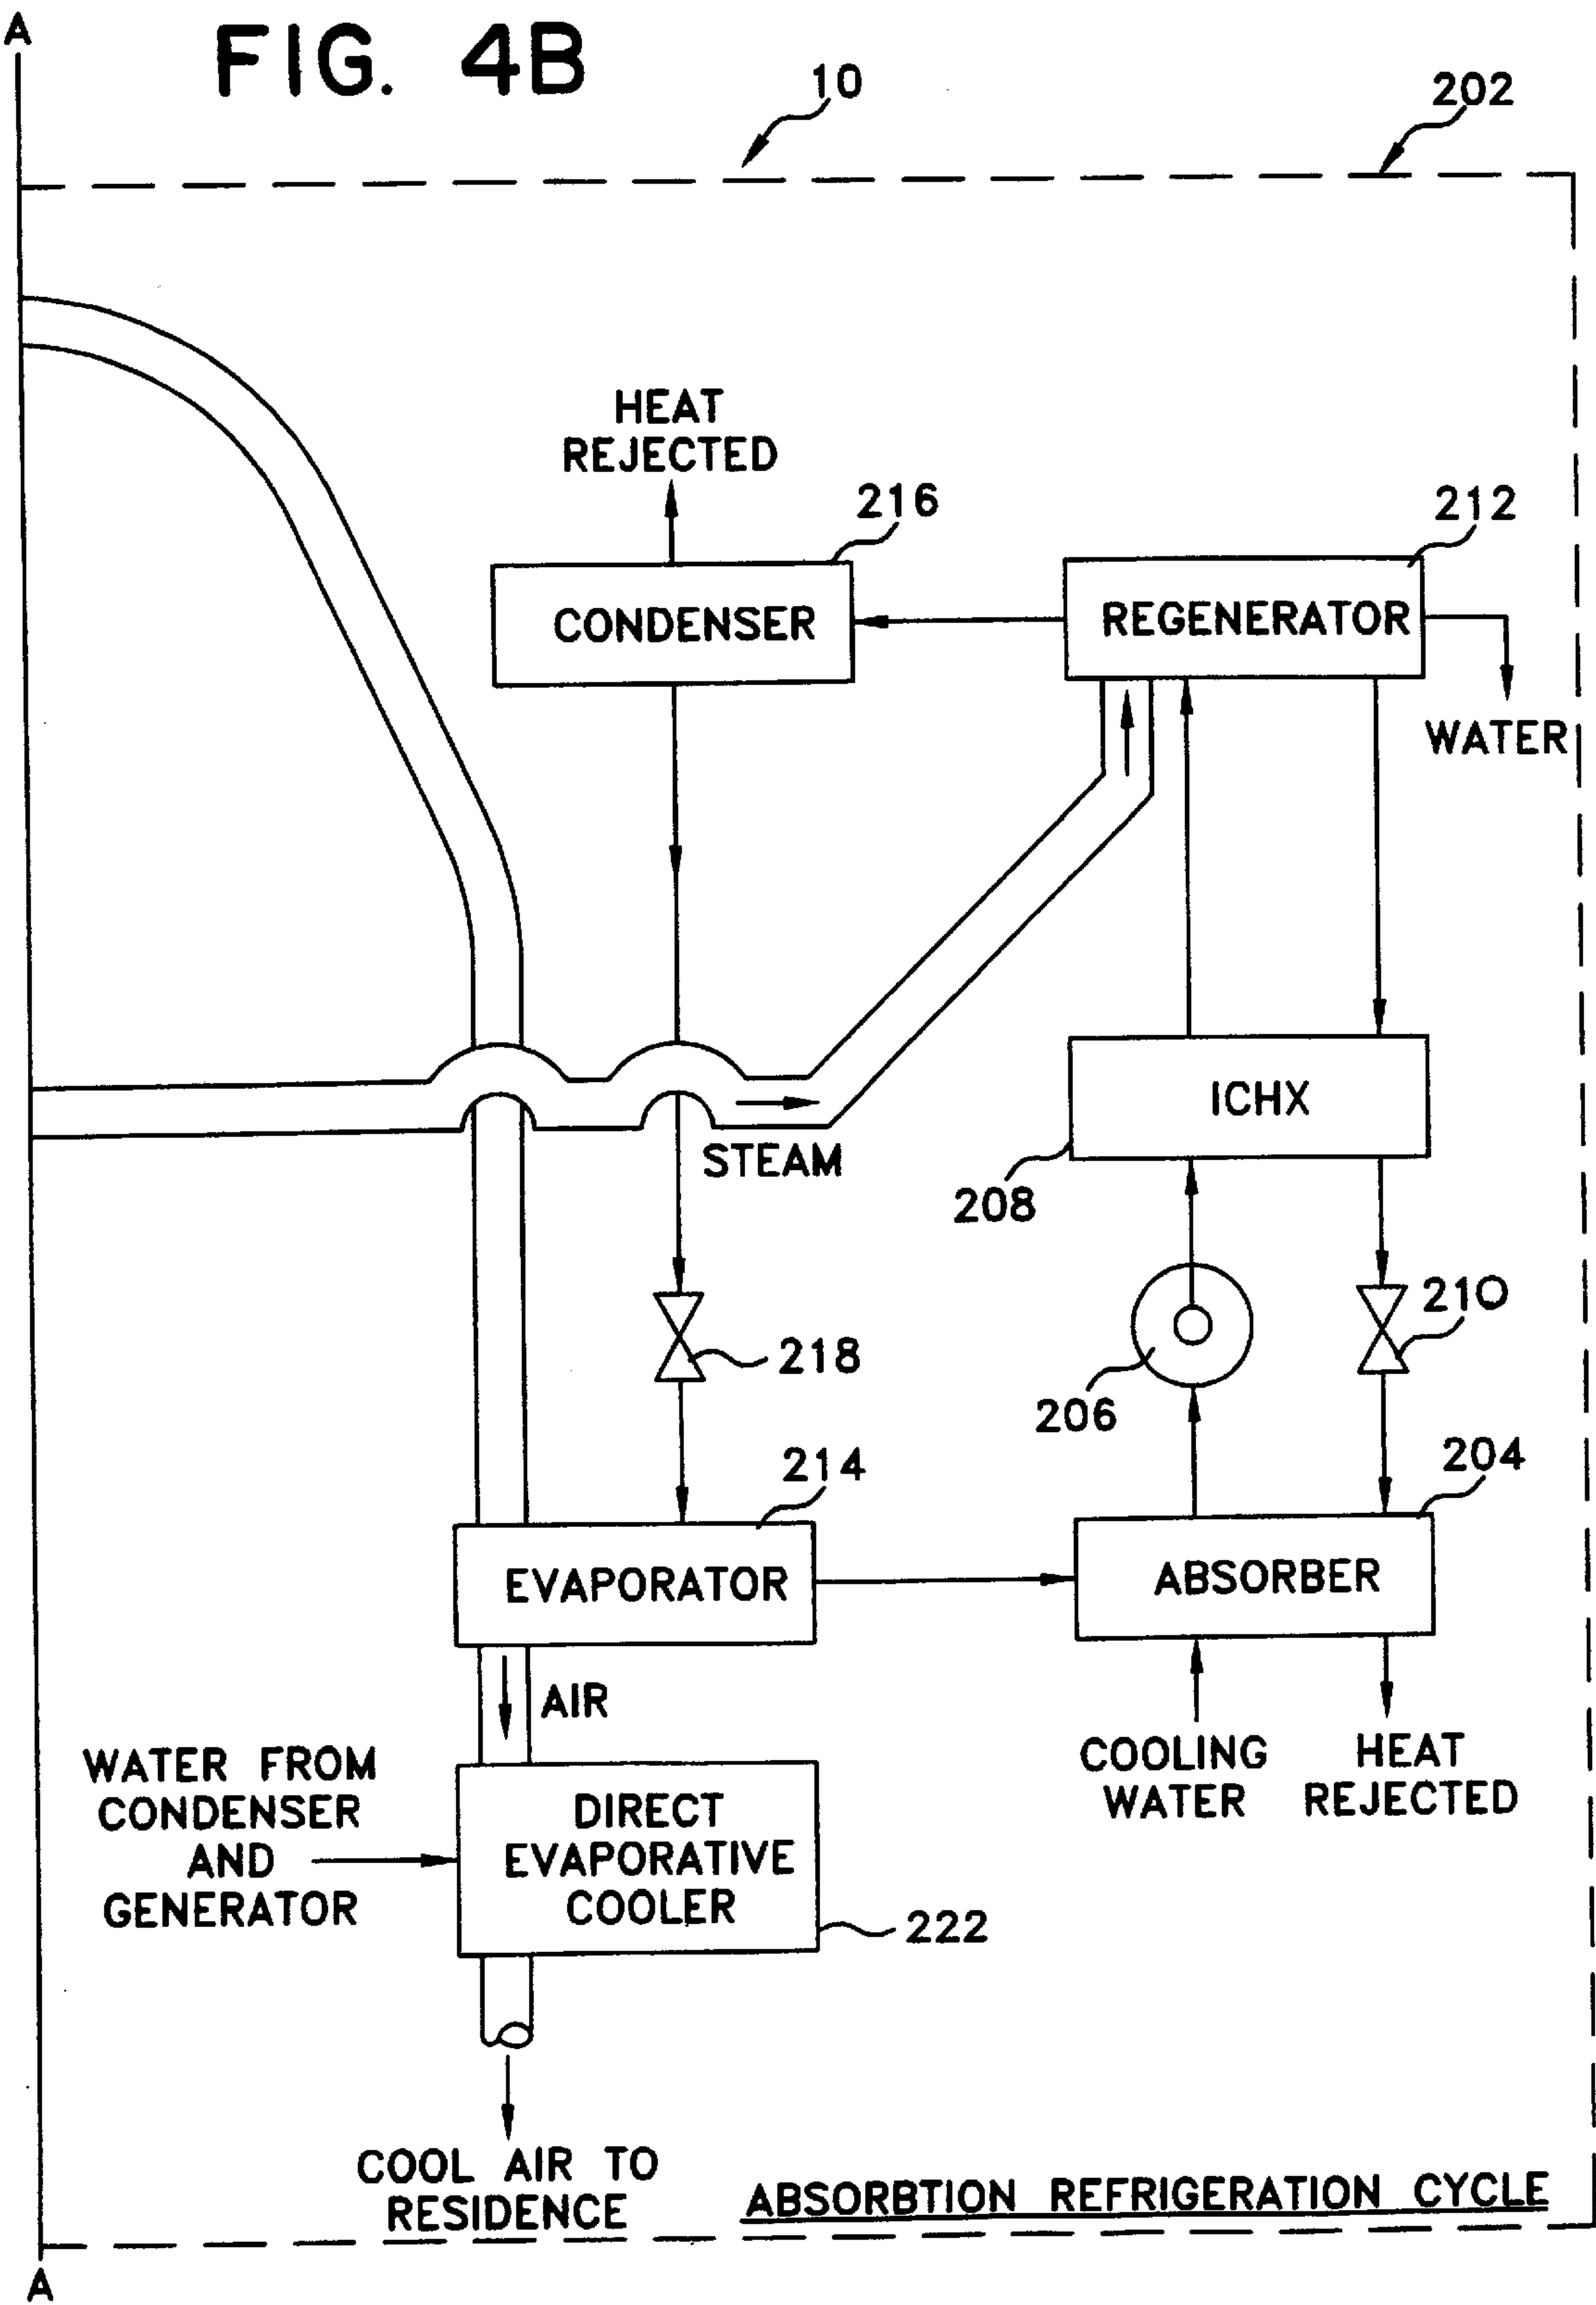 A
FIG. 4B
10
202
HEAT
REJECTED
216
212
CONDENSER
REGENERATOR
WATER
STEAM
ICHX
208
218
206
210
214
204
EVAPORATOR
ABSORBER
AIR
COOLING
WATER
HEAT
REJECTED
WATER FROM
CONDENSER
AND
GENERATOR
DIRECT
EVAPORATIVE
COOLER
222
COOL AIR TO
RESIDENCE
ABSORBTION REFRIGERATION CYCLE
A